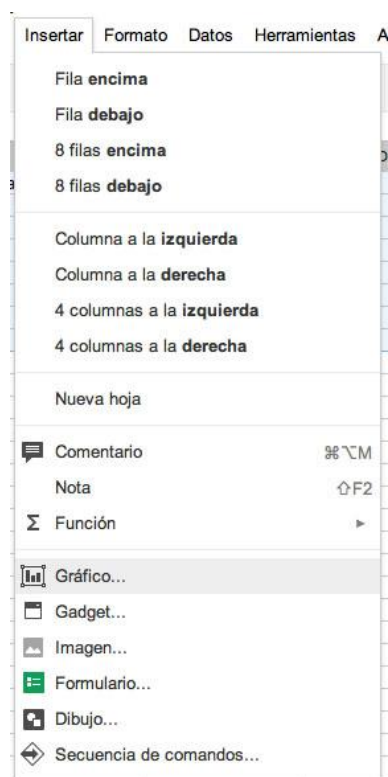 Insertar Formato Datos Herramientas A
Fila encima
Fila debajo
8 filas encima
8 filas debajo
Columna a la izquierda
Columna a la derecha
4 columnas a la izquierda
4 columnas a la derecha
Nueva hoja
Comentario ⌘⌥M
Nota ⇧F2
Σ Función ▸
Gráfico...
Gadget...
Imagen...
Formulario...
Dibujo...
Secuencia de comandos...